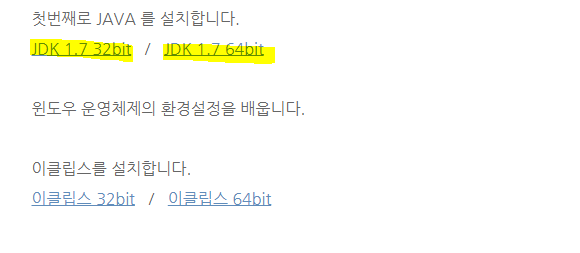 첫번째로 JAVA 를 설치합니다.
JDK 1.7 32bit / JDK 1.7 64bit
윈도우 운영체제의 환경설정을 배웁니다.
이클립스를 설치합니다.
이클립스 32bit / 이클립스 64bit